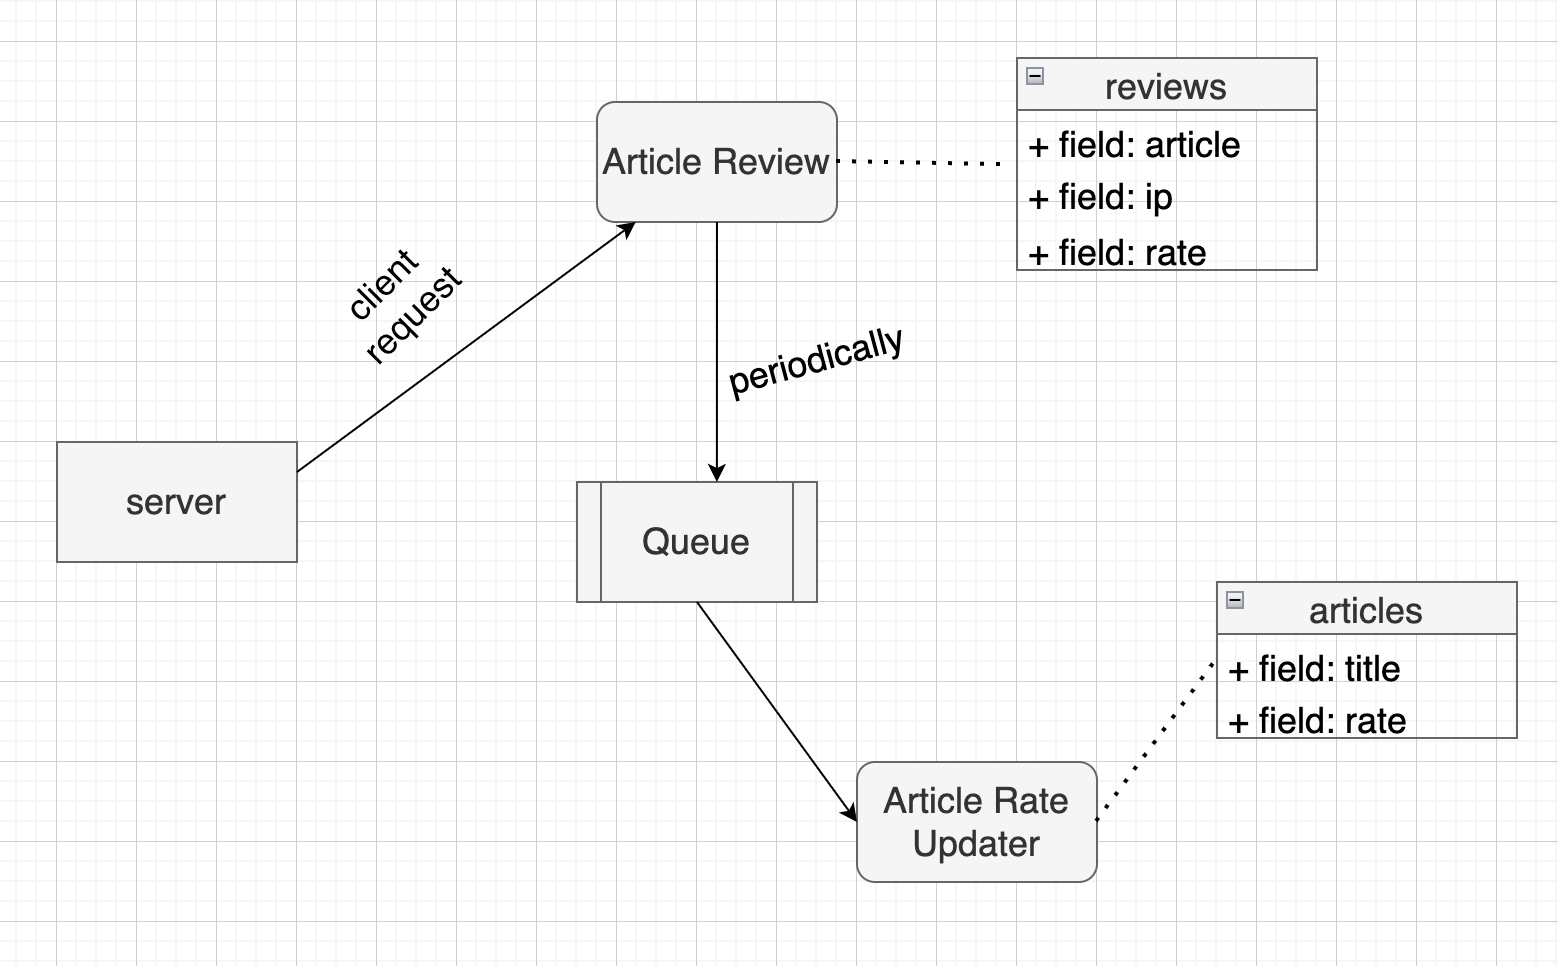 reviews
+ field: article
+ field: ip
+ field: rate
Article Review
client
request
periodically
server
Queue
articles
+ field: title
+ field: rate
Article Rate
Updater